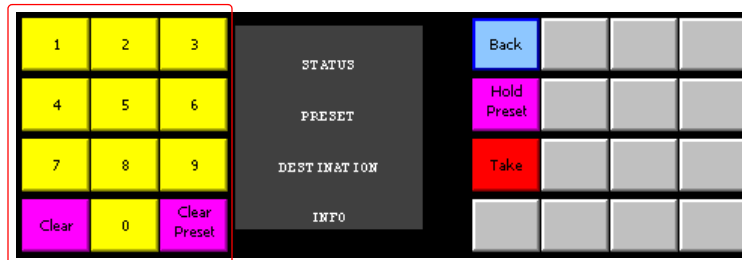 1 2 3
4 5 6
7 8 9
Clear 0 Clear Preset
STATUS
PRESET
DESTINATION
INFO
Back
Hold
Preset
Take